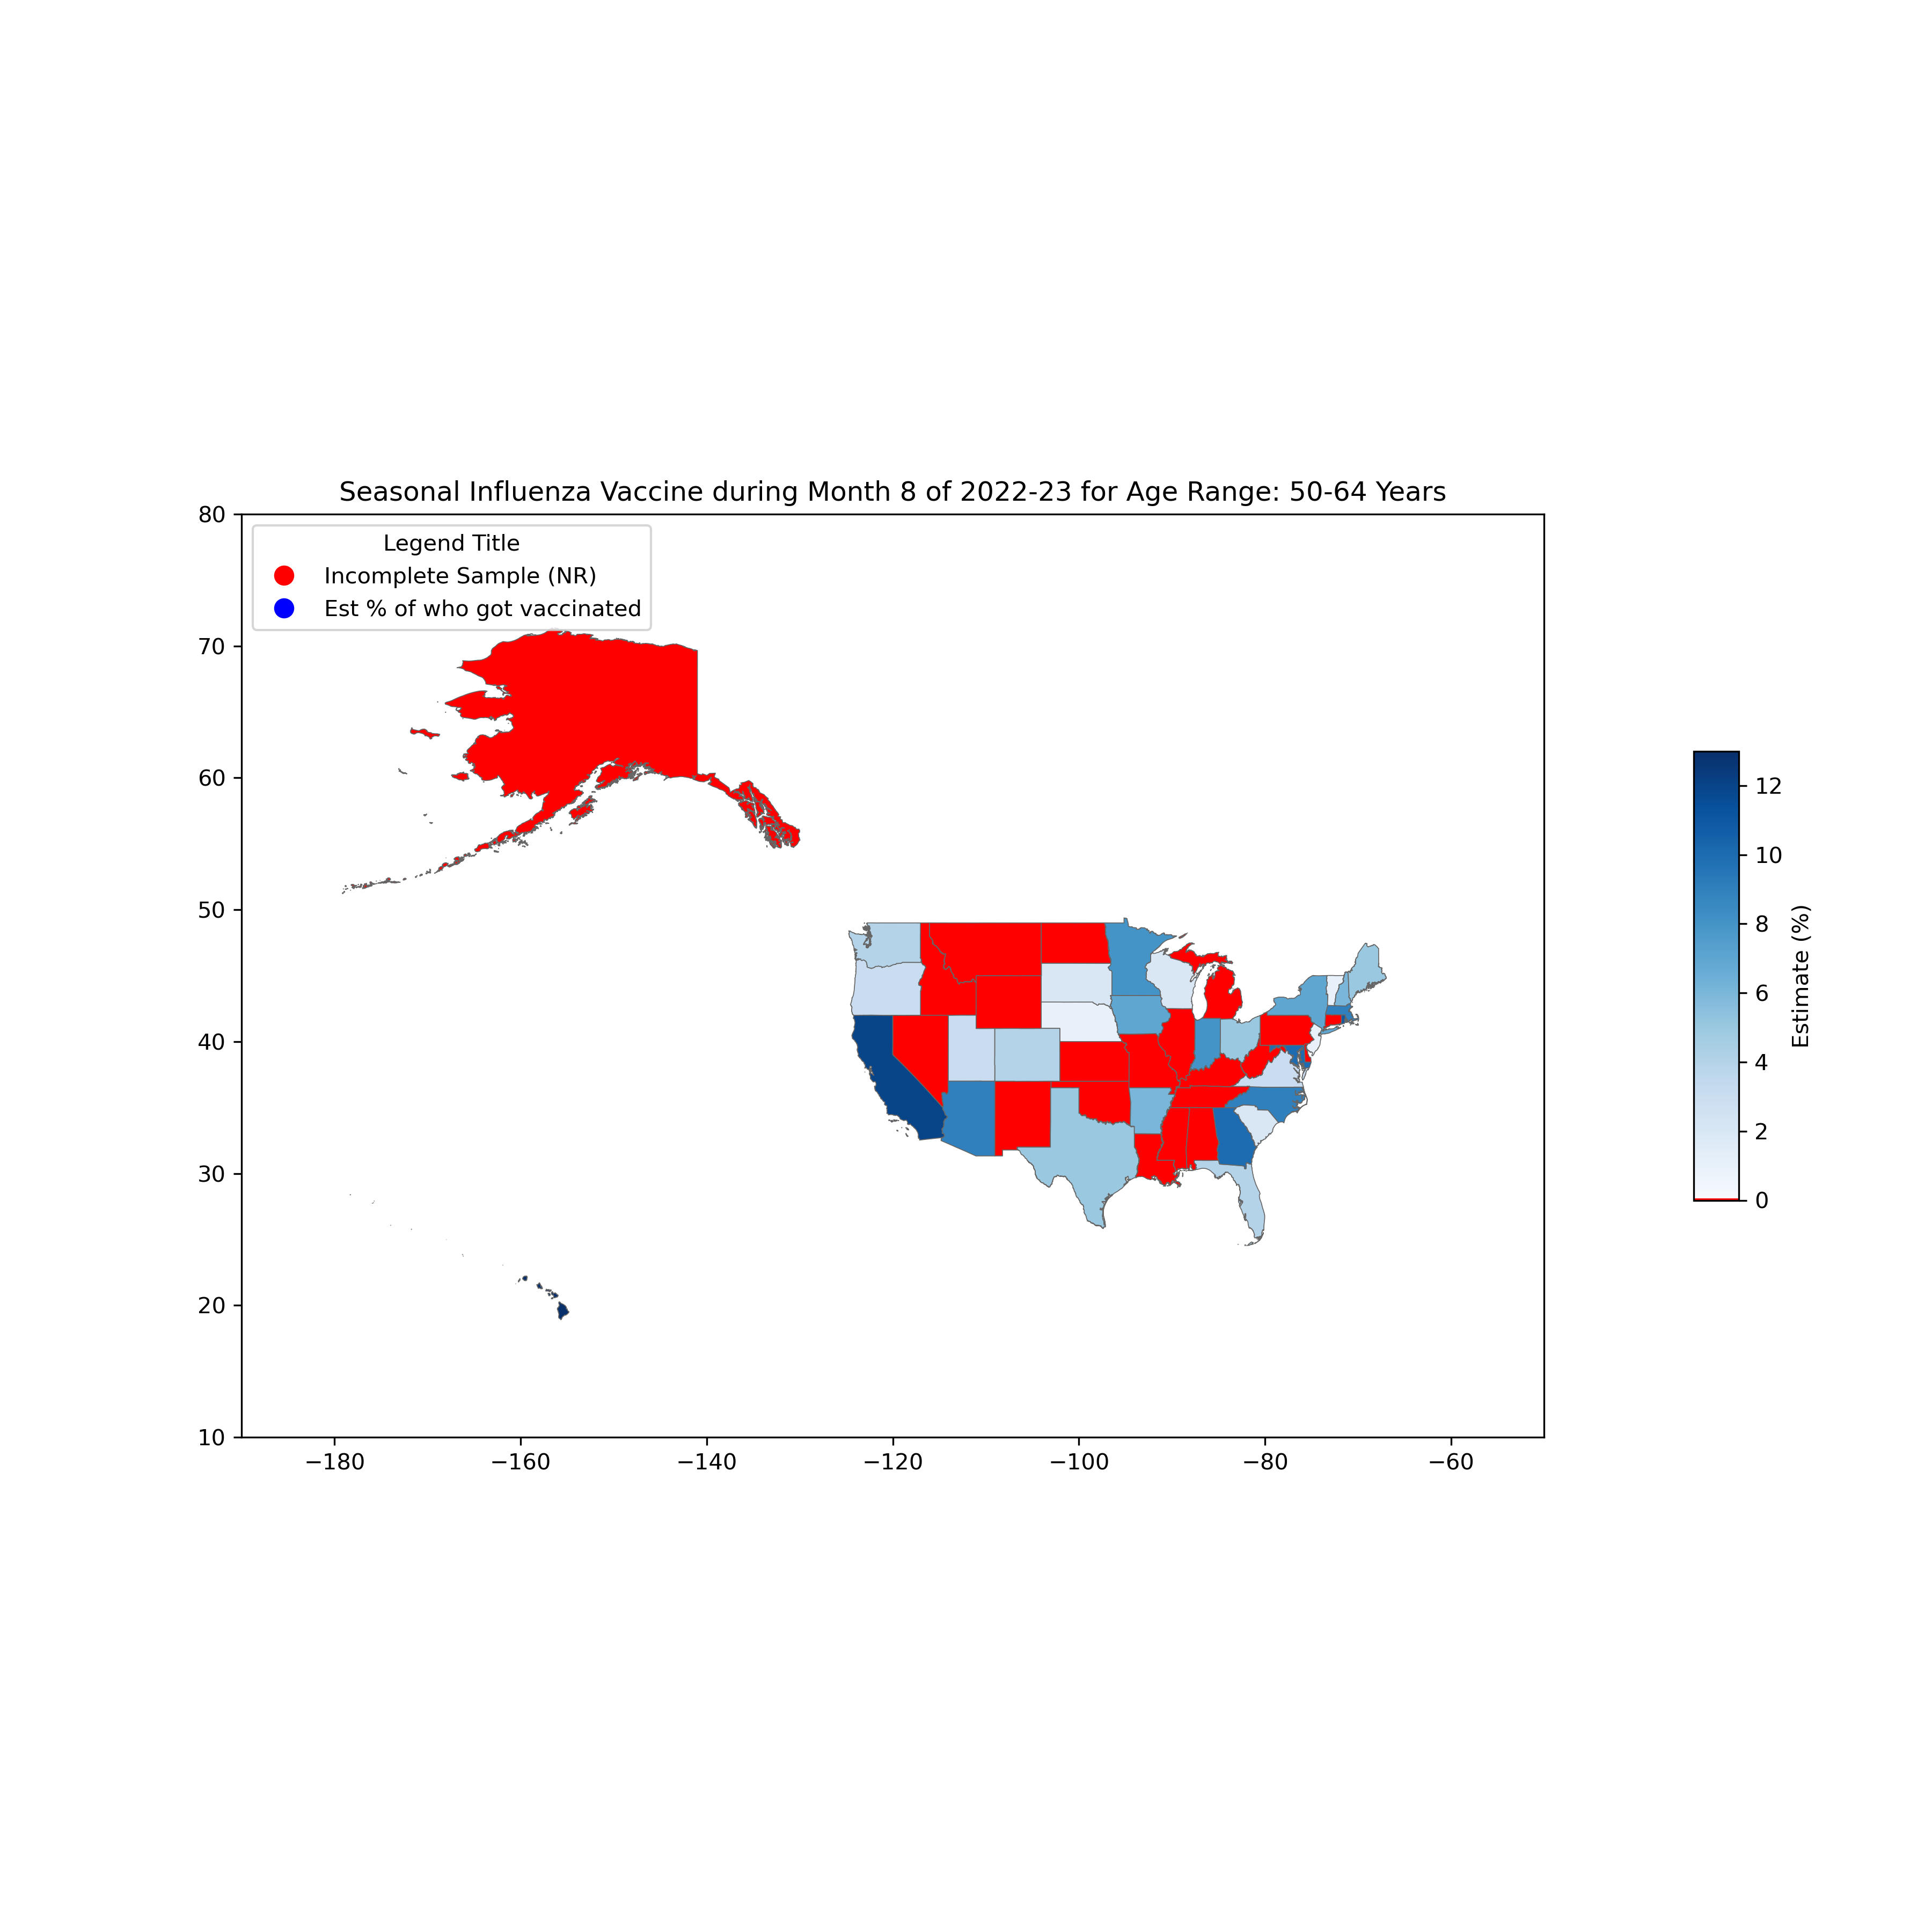 Seasonal Influenza Vaccine during Month 8 of 2022-23 for Age Range: 50-64 Years
Legend Title
Incomplete Sample (NR)
Est % of who got vaccinated
80
70
60
50
40
30
20
10
−180 −160 −140 −120 −100 −80 −60
12
10
8
6
4
2
0
Estimate (%)